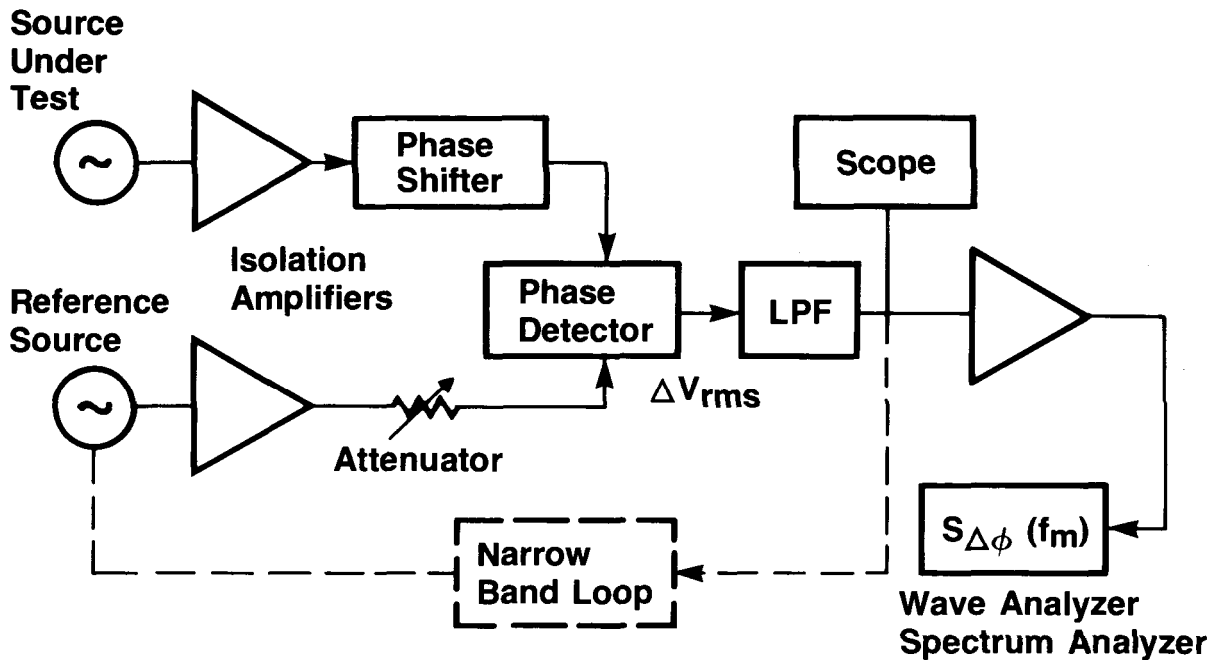 Source
Under
Test
~
Phase
Shifter
Scope
Isolation
Amplifiers
Reference
Source
~
Phase
Detector
LPF
ΔVrms
Attenuator
Narrow
Band Loop
SΔϕ (fm)
Wave Analyzer
Spectrum Analyzer